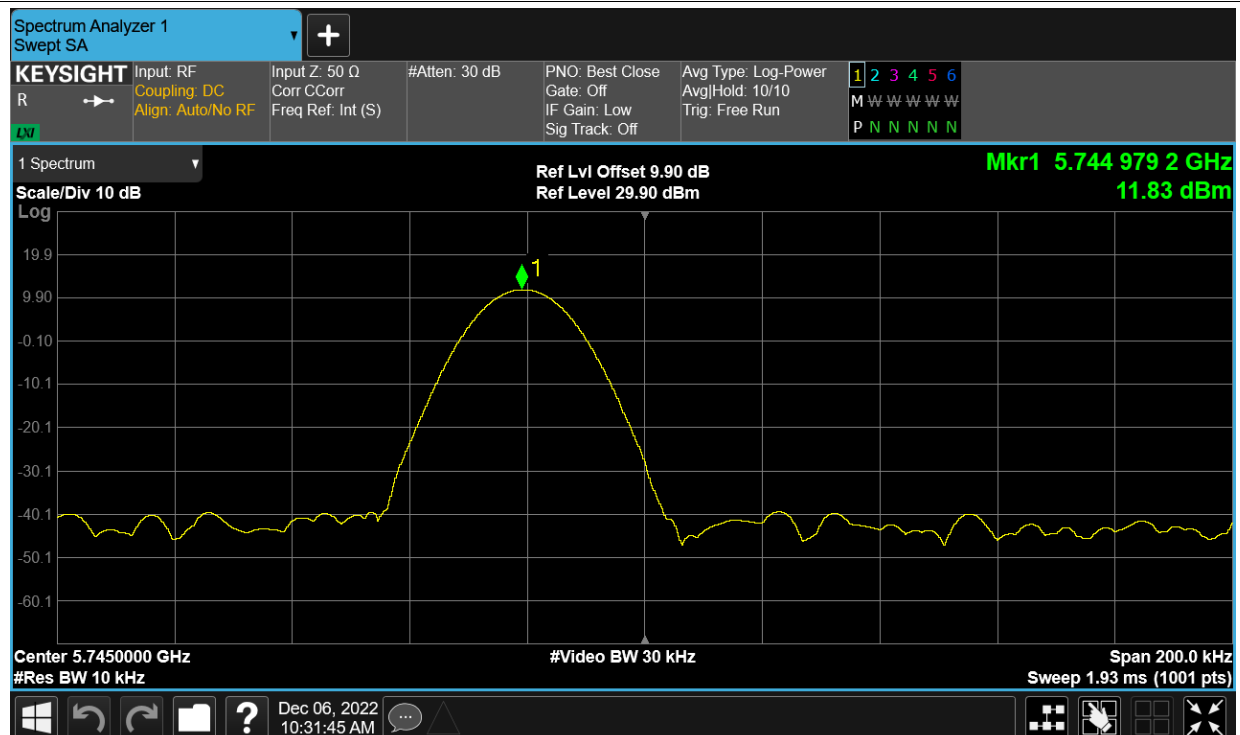 Spectrum Analyzer 1
Swept SA
+
KEYSIGHT
R
LXI
Input: RF
Coupling: DC
Align: Auto/No RF
Input Z: 50 Ω
Corr CCorr
Freq Ref: Int (S)
#Atten: 30 dB
PNO: Best Close
Gate: Off
IF Gain: Low
Sig Track: Off
Avg Type: Log-Power
Avg|Hold: 10/10
Trig: Free Run
1 2 3 4 5 6
M W W W W W
P N N N N N
1 Spectrum
Scale/Div 10 dB
Log
Ref Lvl Offset 9.90 dB
Ref Level 29.90 dBm
Mkr1 5.744 979 2 GHz
11.83 dBm
19.9
9.90
-0.10
-10.1
-20.1
-30.1
-40.1
-50.1
-60.1
1
Center 5.7450000 GHz
#Res BW 10 kHz
#Video BW 30 kHz
Span 200.0 kHz
Sweep 1.93 ms (1001 pts)
?
Dec 06, 2022
10:31:45 AM